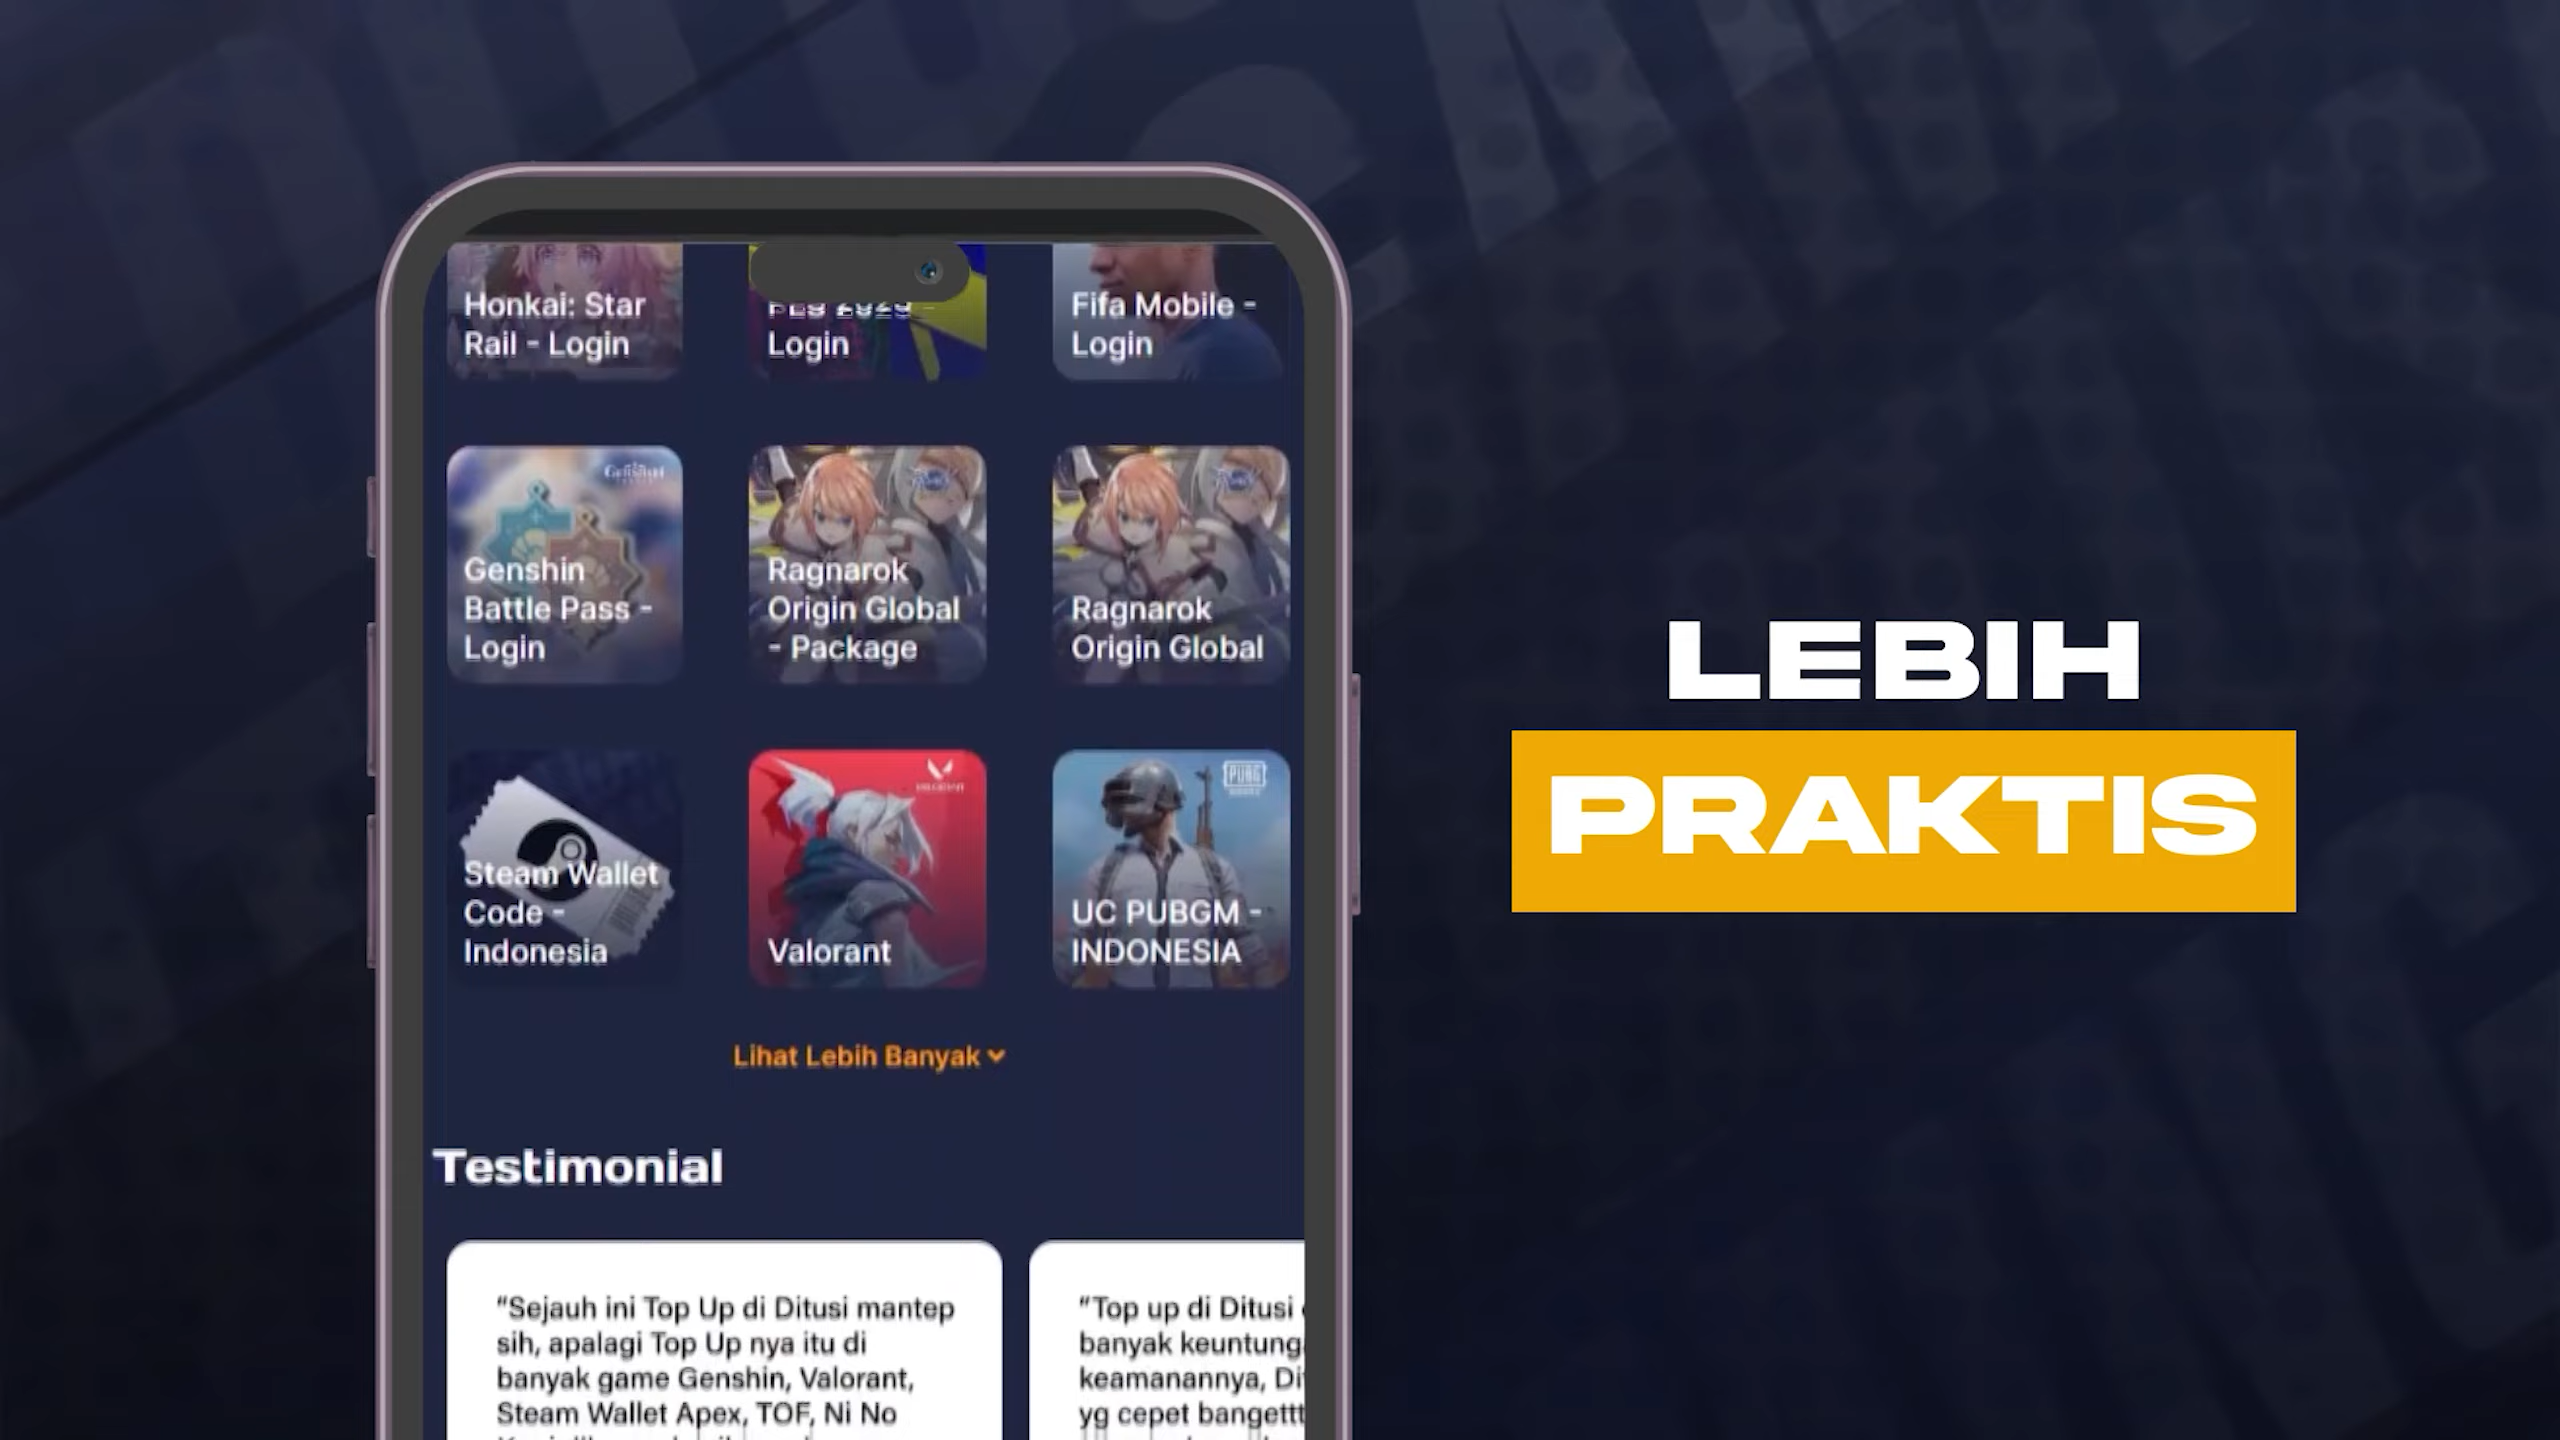 Honkai: Star
Rail - Login
Login
Fifa Mobile -
Login
Genshin
Battle Pass -
Login
Ragnarok
Origin Global
- Package
Ragnarok
Origin Global
Steam Wallet
Code -
Indonesia
Valorant
PUBG
UC PUBGM -
INDONESIA
Lihat Lebih Banyak
Testimonial
"Sejauh ini Top Up di Ditusi mantep
sih, apalagi Top Up nya itu di
banyak game Genshin, Valorant,
Steam Wallet Apex, TOF, Ni No
"Top up di Ditusi
banyak
keamanannya,
yg cepet
LEBIH
PRAKTIS